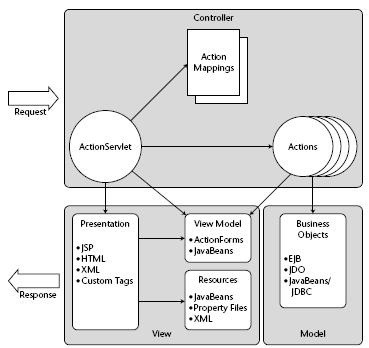 Controller
Action
Mappings
Request
ActionServlet
Actions
Presentation
•JSP
•HTML
•XML
•Custom Tags
View Model
•ActionForms
•JavaBeans
Resources
•JavaBeans
•Property Files
•XML
Business
Objects
•EJB
•JDO
•JavaBeans/
JDBC
Response
View
Model